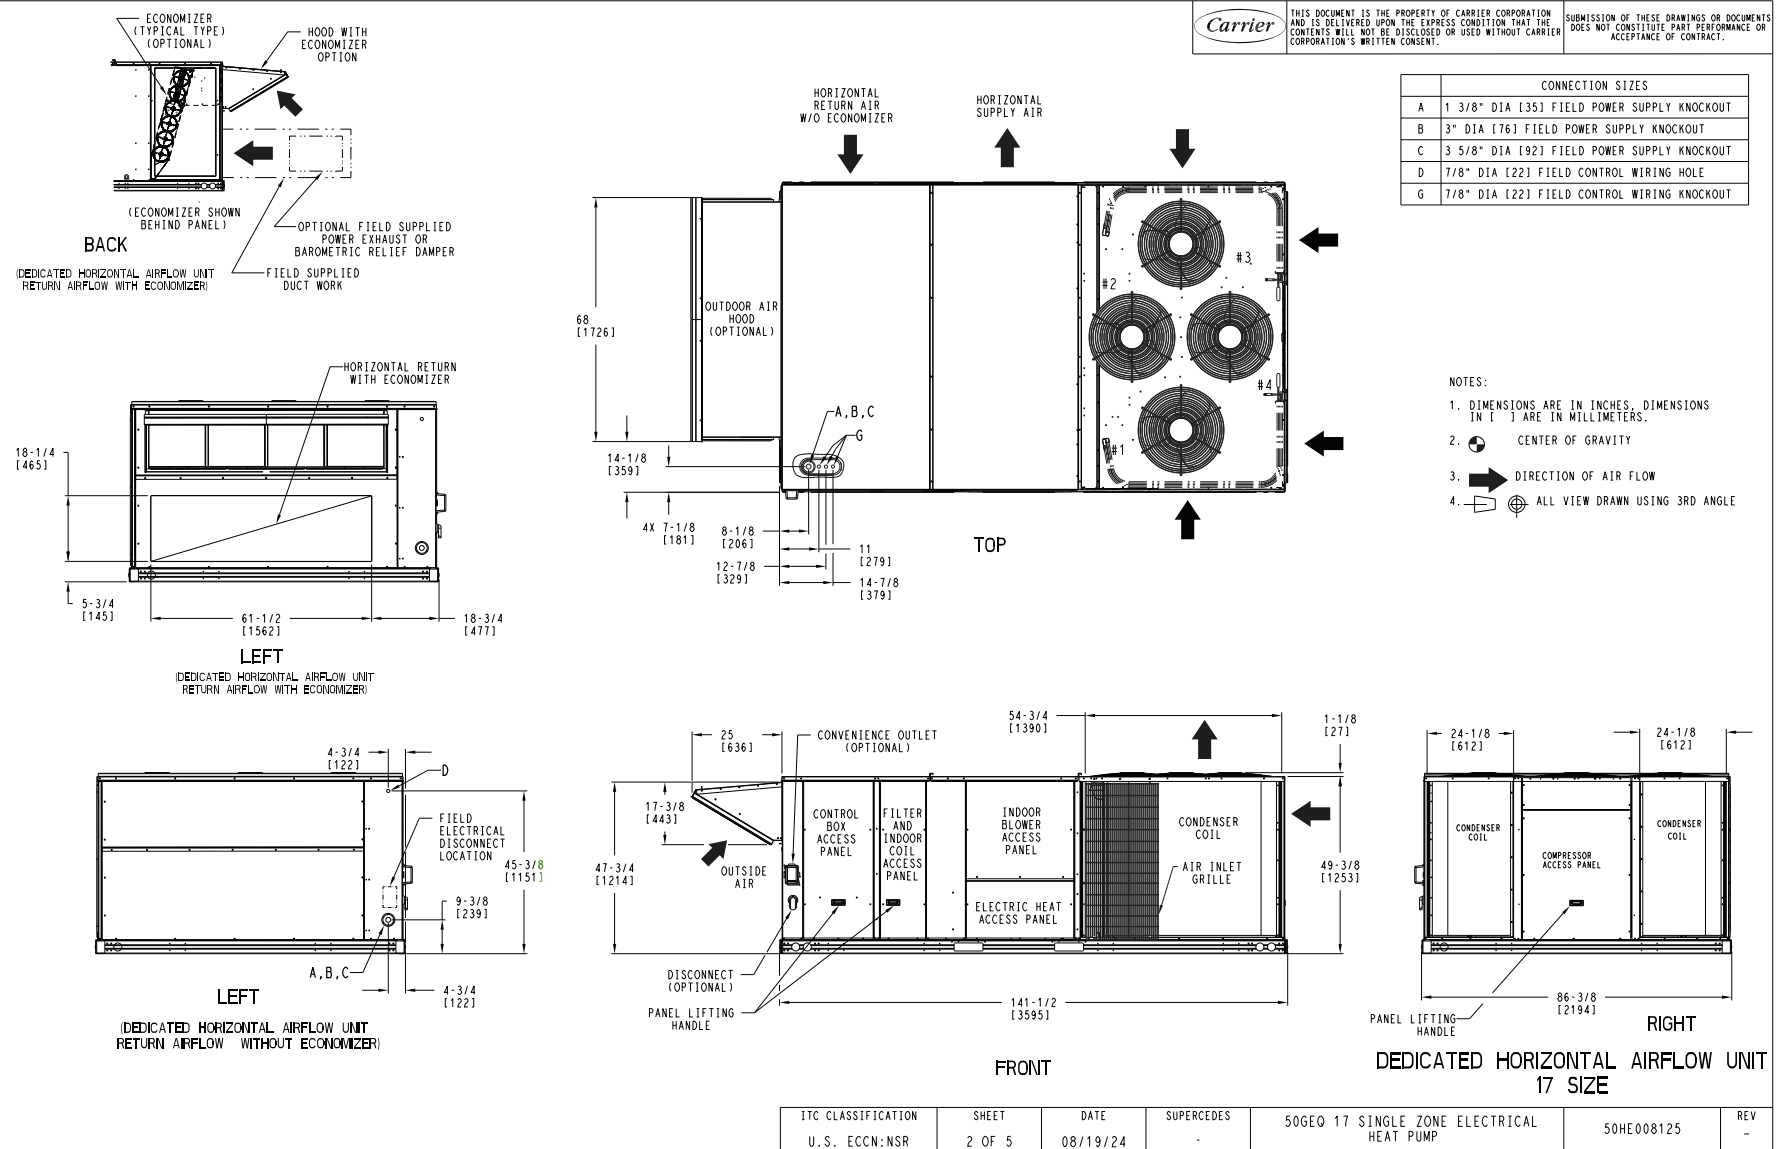 Carrier
THIS DOCUMENT IS THE PROPERTY OF CARRIER CORPORATION
AND IS DELIVERED UPON THE EXPRESS CONDITION THAT THE
CONTENTS WILL NOT BE DISCLOSED OR USED WITHOUT CARRIER
CORPORATION'S WRITTEN CONSENT.
SUBMISSION OF THESE DRAWINGS OR DOCUMENTS
DOES NOT CONSTITUTE PART PERFORMANCE OR
ACCEPTANCE OF CONTRACT.
CONNECTION SIZES
A 1 3/8" DIA [35] FIELD POWER SUPPLY KNOCKOUT
B 3" DIA [76] FIELD POWER SUPPLY KNOCKOUT
C 3 5/8" DIA [92] FIELD POWER SUPPLY KNOCKOUT
D 7/8" DIA [22] FIELD CONTROL WIRING HOLE
G 7/8" DIA [22] FIELD CONTROL WIRING KNOCKOUT
ECONOMIZER
(TYPICAL TYPE)
(OPTIONAL)
HOOD WITH
ECONOMIZER
OPTION
(ECONOMIZER SHOWN
BEHIND PANEL)
OPTIONAL FIELD SUPPLIED
POWER EXHAUST OR
BAROMETRIC RELIEF DAMPER
FIELD SUPPLIED
DUCT WORK
BACK
(DEDICATED HORIZONTAL AIRFLOW UNIT
RETURN AIRFLOW WITH ECONOMIZER)
HORIZONTAL
RETURN AIR
W/O ECONOMIZER
HORIZONTAL
SUPPLY AIR
OUTDOOR AIR
HOOD
(OPTIONAL)
68
[1726]
#3
#2
#4
#1
A,B,C
G
14-1/8
[359]
4X 7-1/8
[181]
8-1/8
[206]
11
[279]
12-7/8
[329]
14-7/8
[379]
TOP
NOTES:
1. DIMENSIONS ARE IN INCHES, DIMENSIONS
IN [ ] ARE IN MILLIMETERS.
2. CENTER OF GRAVITY
3. DIRECTION OF AIR FLOW
4. ALL VIEW DRAWN USING 3RD ANGLE
HORIZONTAL RETURN
WITH ECONOMIZER
18-1/4
[465]
5-3/4
[145]
61-1/2
[1562]
18-3/4
[477]
LEFT
(DEDICATED HORIZONTAL AIRFLOW UNIT
RETURN AIRFLOW WITH ECONOMIZER)
4-3/4
[122]
D
FIELD
ELECTRICAL
DISCONNECT
LOCATION
45-3/8
[1151]
9-3/8
[239]
A,B,C
4-3/4
[122]
LEFT
(DEDICATED HORIZONTAL AIRFLOW UNIT
RETURN AIRFLOW WITHOUT ECONOMIZER)
25
[636]
CONVENIENCE OUTLET
(OPTIONAL)
54-3/4
[1390]
1-1/8
[27]
17-3/8
[443]
47-3/4
[1214]
OUTSIDE
AIR
CONTROL
BOX
ACCESS
PANEL
FILTER
AND
INDOOR
COIL
ACCESS
PANEL
INDOOR
BLOWER
ACCESS
PANEL
ELECTRIC HEAT
ACCESS PANEL
CONDENSER
COIL
AIR INLET
GRILLE
49-3/8
[1253]
DISCONNECT
(OPTIONAL)
PANEL LIFTING
HANDLE
141-1/2
[3595]
FRONT
24-1/8
[612]
24-1/8
[612]
CONDENSER
COIL
COMPRESSOR
ACCESS PANEL
CONDENSER
COIL
86-3/8
[2194]
PANEL LIFTING
HANDLE
RIGHT
DEDICATED HORIZONTAL AIRFLOW UNIT
17 SIZE
ITC CLASSIFICATION
U.S. ECCN:NSR
SHEET
2 OF 5
DATE
08/19/24
SUPERCEDES
-
50GEQ 17 SINGLE ZONE ELECTRICAL
HEAT PUMP
50HE008125
REV
-